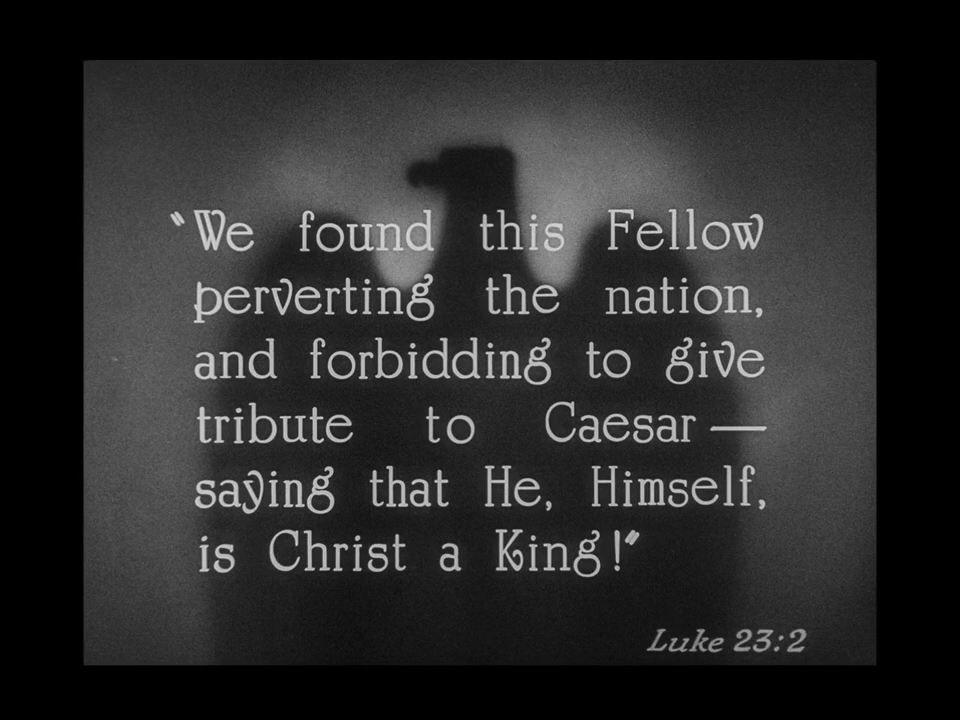 “We found this Fellow
perverting the nation,
and forbidding to give
tribute to Caesar —
saying that He, Himself,
is Christ a King!”
Luke 23:2